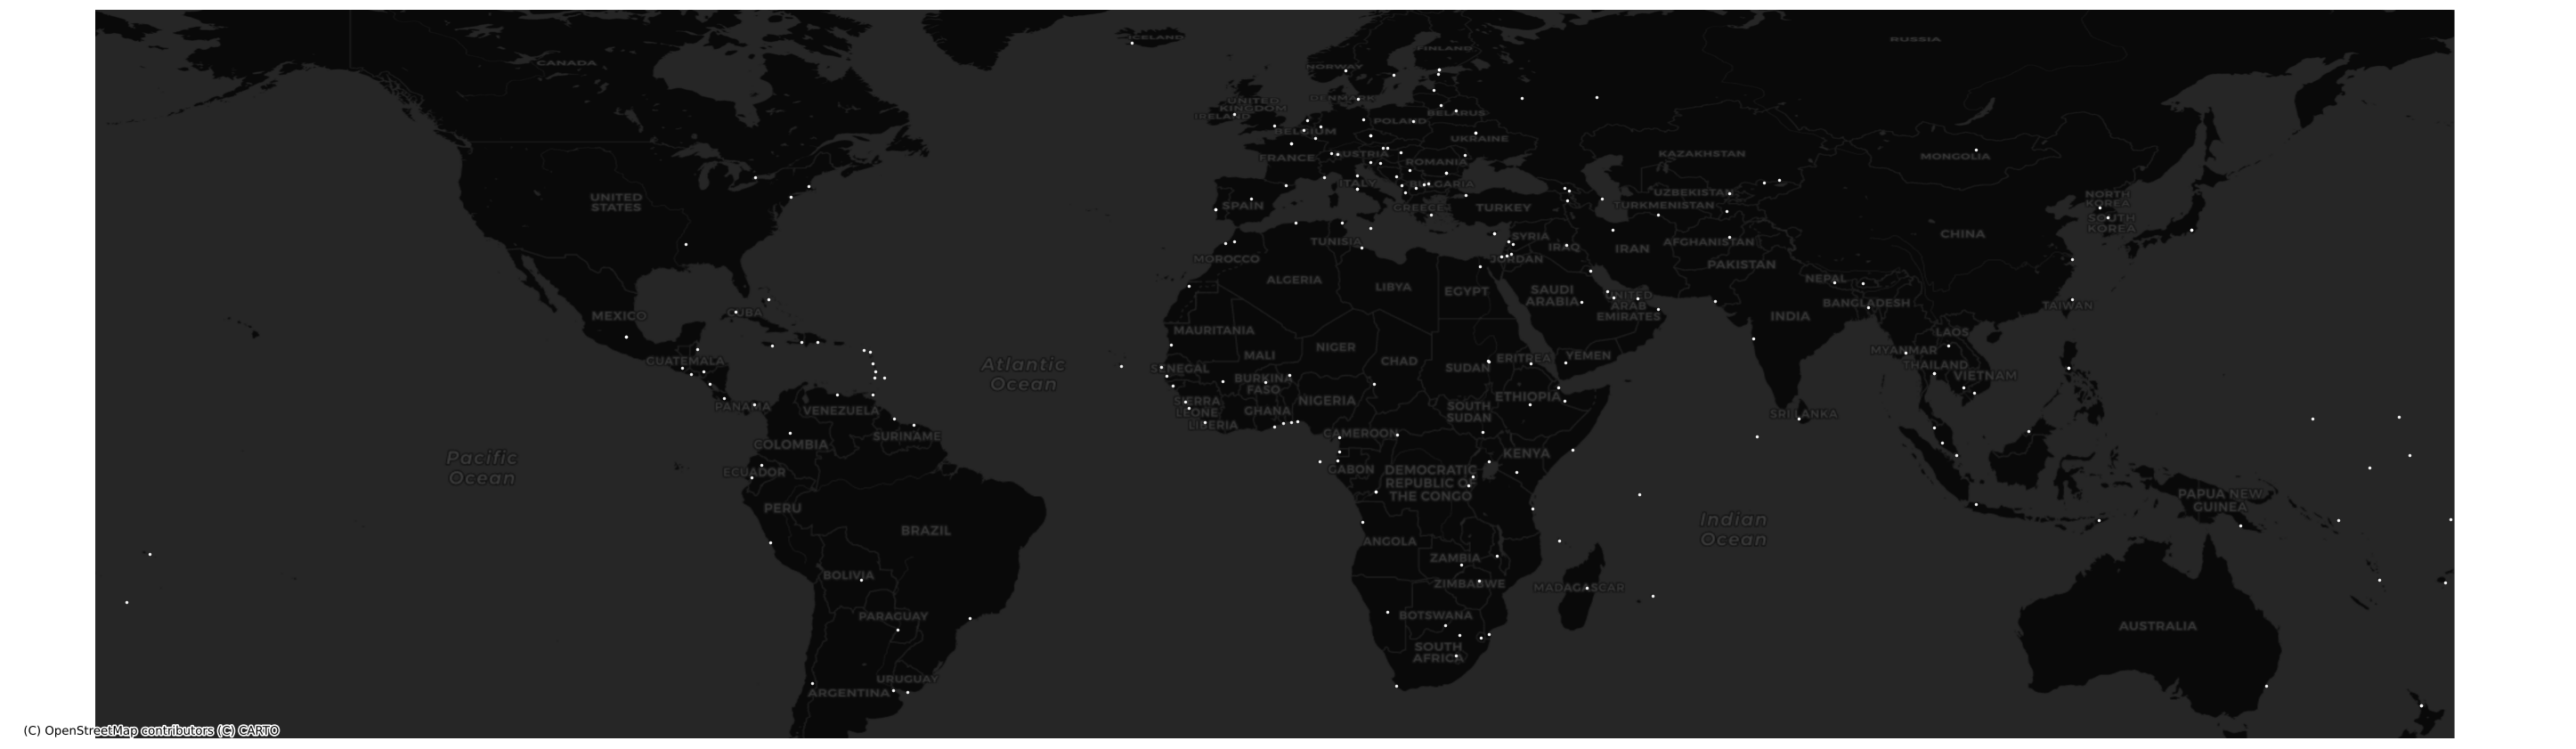 ICELAND
RUSSIA
FINLAND
CANADA
NORWAY
UNITED
KINGDOM
DENMARK
IRELAND
BELARUS
POLAND
BELGIUM
UKRAINE
FRANCE
AUSTRIA
KAZAKHSTAN
MONGOLIA
ROMANIA
ITALY
BULGARIA
UNITED
STATES
UZBEKISTAN
NORTH
KOREA
SPAIN
GREECE
TURKEY
TURKMENISTAN
SOUTH
KOREA
CHINA
TUNISIA
SYRIA
IRAQ
IRAN
AFGHANISTAN
MOROCCO
JORDAN
PAKISTAN
ALGERIA
LIBYA
EGYPT
NEPAL
SAUDI
ARABIA
UNITED
ARAB
EMIRATES
BANGLADESH
TAIWAN
MEXICO
CUBA
INDIA
MAURITANIA
LAOS
NIGER
MYANMAR
GUATEMALA
MALI
CHAD
ERITREA
YEMEN
Atlantic
Ocean
SENEGAL
SUDAN
THAILAND
VIETNAM
BURKINA
FASO
PANAMA
VENEZUELA
SIERRA
LEONE
GHANA
NIGERIA
SOUTH
SUDAN
ETHIOPIA
SRI LANKA
LIBERIA
COLOMBIA
SURINAME
CAMEROON
Pacific
Ocean
KENYA
ECUADOR
GABON
DEMOCRATIC
REPUBLIC OF
THE CONGO
PERU
PAPUA NEW
GUINEA
BRAZIL
Indian
Ocean
ANGOLA
ZAMBIA
BOLIVIA
ZIMBABWE
MADAGASCAR
PARAGUAY
BOTSWANA
AUSTRALIA
SOUTH
AFRICA
URUGUAY
ARGENTINA
(C) OpenStreetMap contributors (C) CARTO